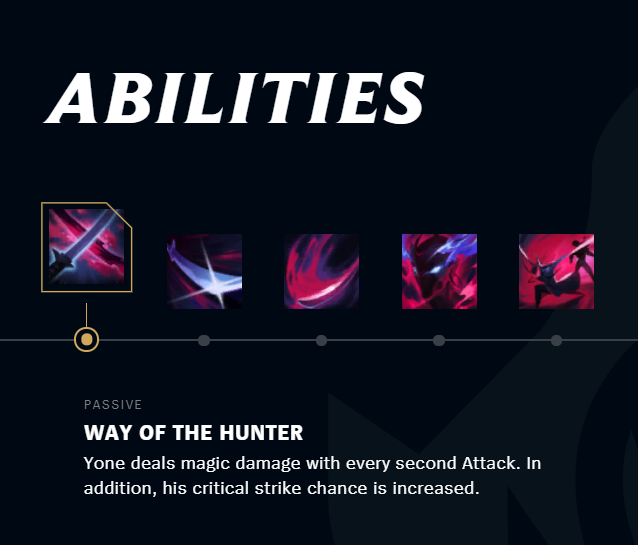 ABILITIES
PASSIVE
WAY OF THE HUNTER
Yone deals magic damage with every second Attack. In
addition, his critical strike chance is increased.